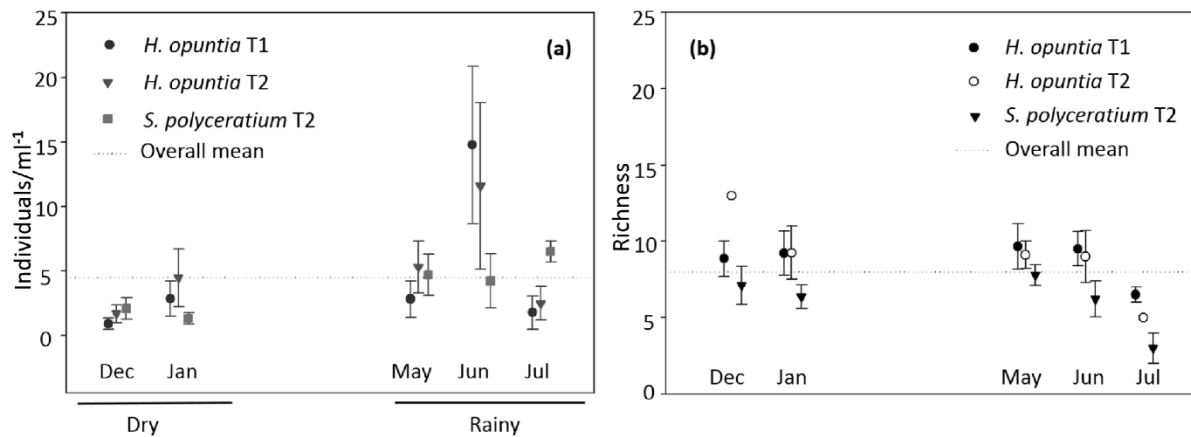 25
20
15
10
5
0
Individuals/ml⁻¹
(a)
H. opuntia T1
H. opuntia T2
S. polyceratium T2
Overall mean
Dec Jan May Jun Jul
Dry Rainy
25
20
15
10
5
0
Richness
(b)
H. opuntia T1
H. opuntia T2
S. polyceratium T2
Overall mean
Dec Jan May Jun Jul